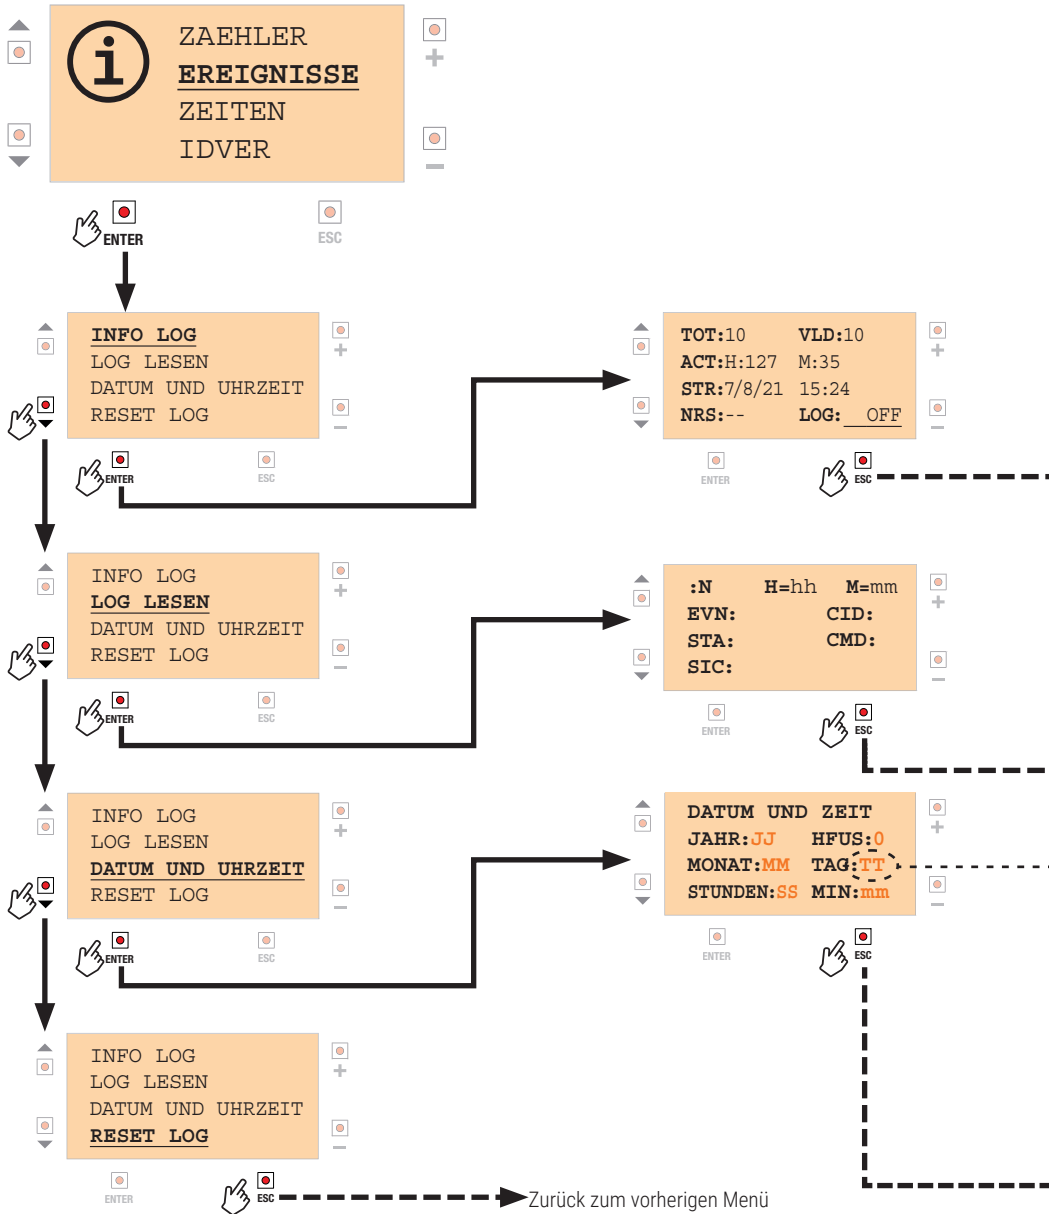 ZAEHLER
EREIGNISSE
ZEITEN
IDVER
ENTER
ESC
INFO LOG
LOG LESEN
DATUM UND UHRZEIT
RESET LOG
ENTER
ESC
TOT:10 VLD:10
ACT:H:127 M:35
STR:7/8/21 15:24
NRS:-- LOG: OFF
ENTER
ESC
INFO LOG
LOG LESEN
DATUM UND UHRZEIT
RESET LOG
ENTER
ESC
:N H=hh M=mm
EVN: CID:
STA: CMD:
SIC:
ENTER
ESC
INFO LOG
LOG LESEN
DATUM UND UHRZEIT
RESET LOG
ENTER
ESC
DATUM UND ZEIT
JAHR:JJ HFUS:0
MONAT:MM TAG:TT
STUNDEN:SS MIN:mm
ENTER
ESC
INFO LOG
LOG LESEN
DATUM UND UHRZEIT
RESET LOG
ENTER
ESC
Zurück zum vorherigen Menü